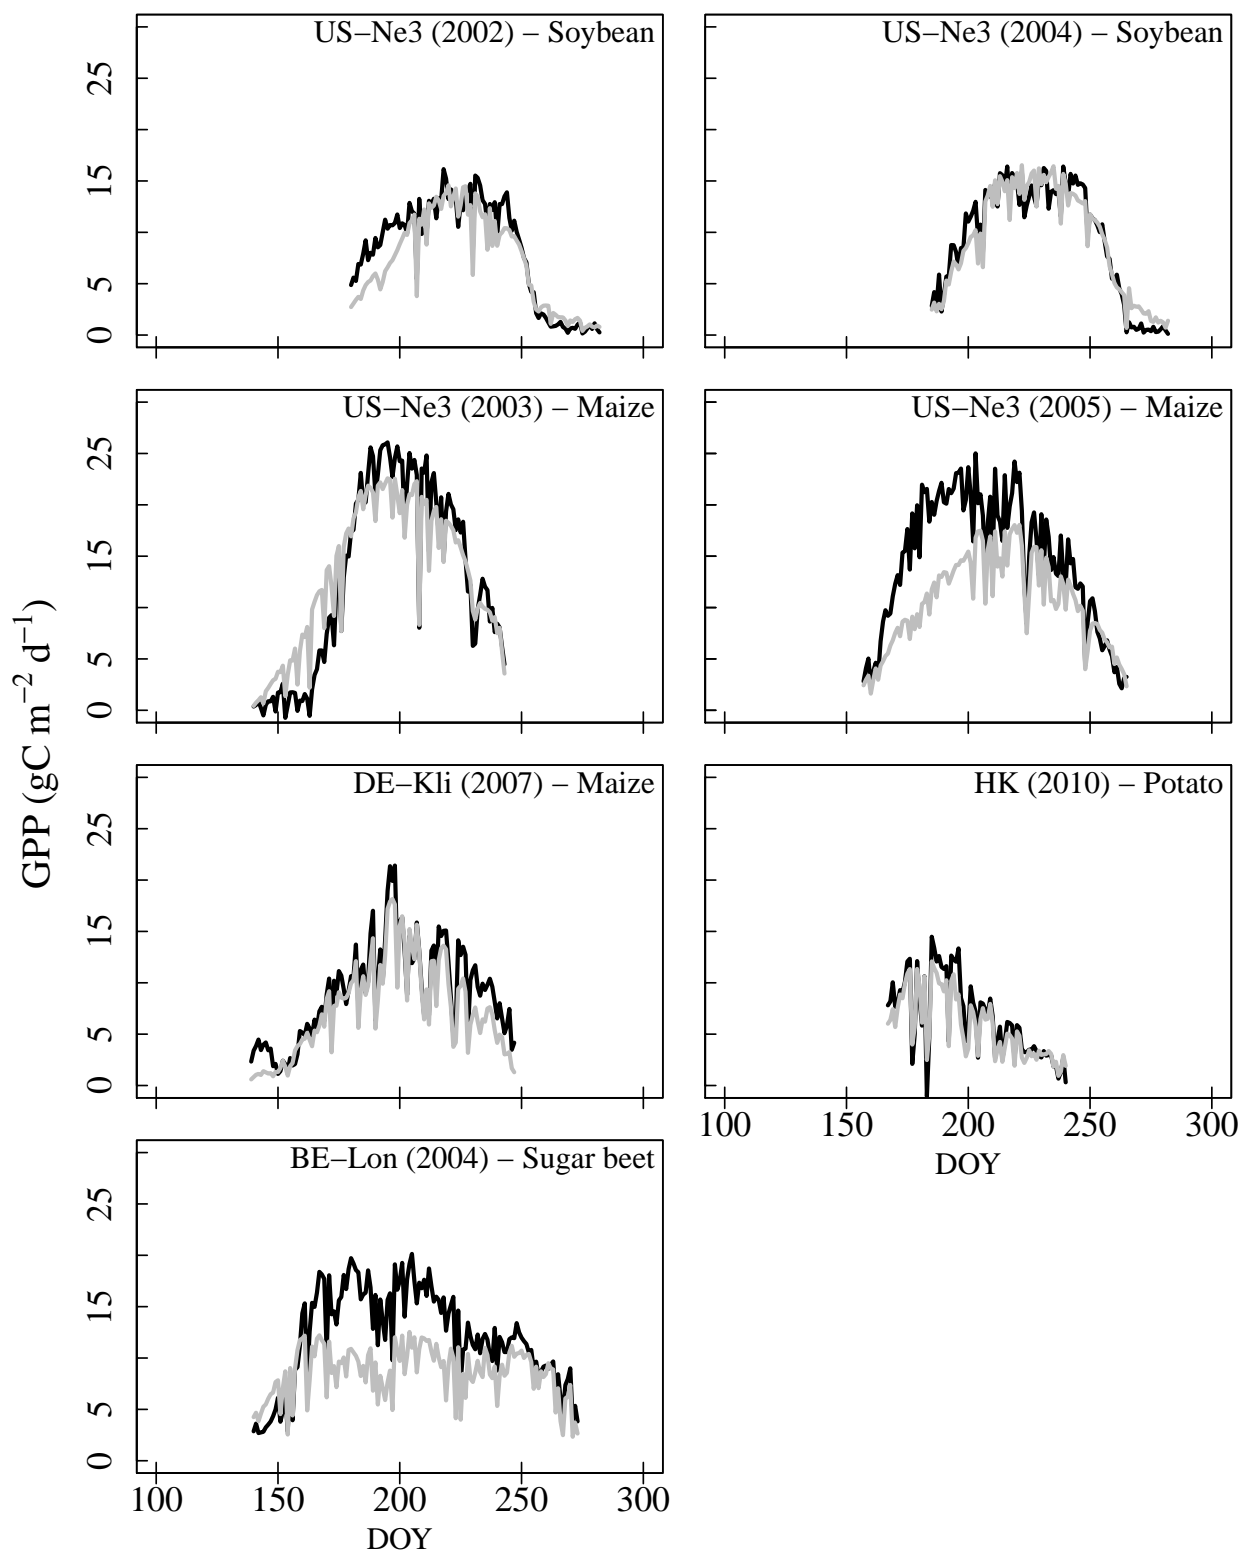 US−Ne3 (2002) − Soybean
US−Ne3 (2004) − Soybean
0 5 15 25
US−Ne3 (2003) − Maize
US−Ne3 (2005) − Maize
0 5 15 25
GPP (gC m−2 d−1)
DE−Kli (2007) − Maize
HK (2010) − Potato
0 5 15 25
100 150 200 250 300
DOY
BE−Lon (2004) − Sugar beet
0 5 15 25
100 150 200 250 300
DOY